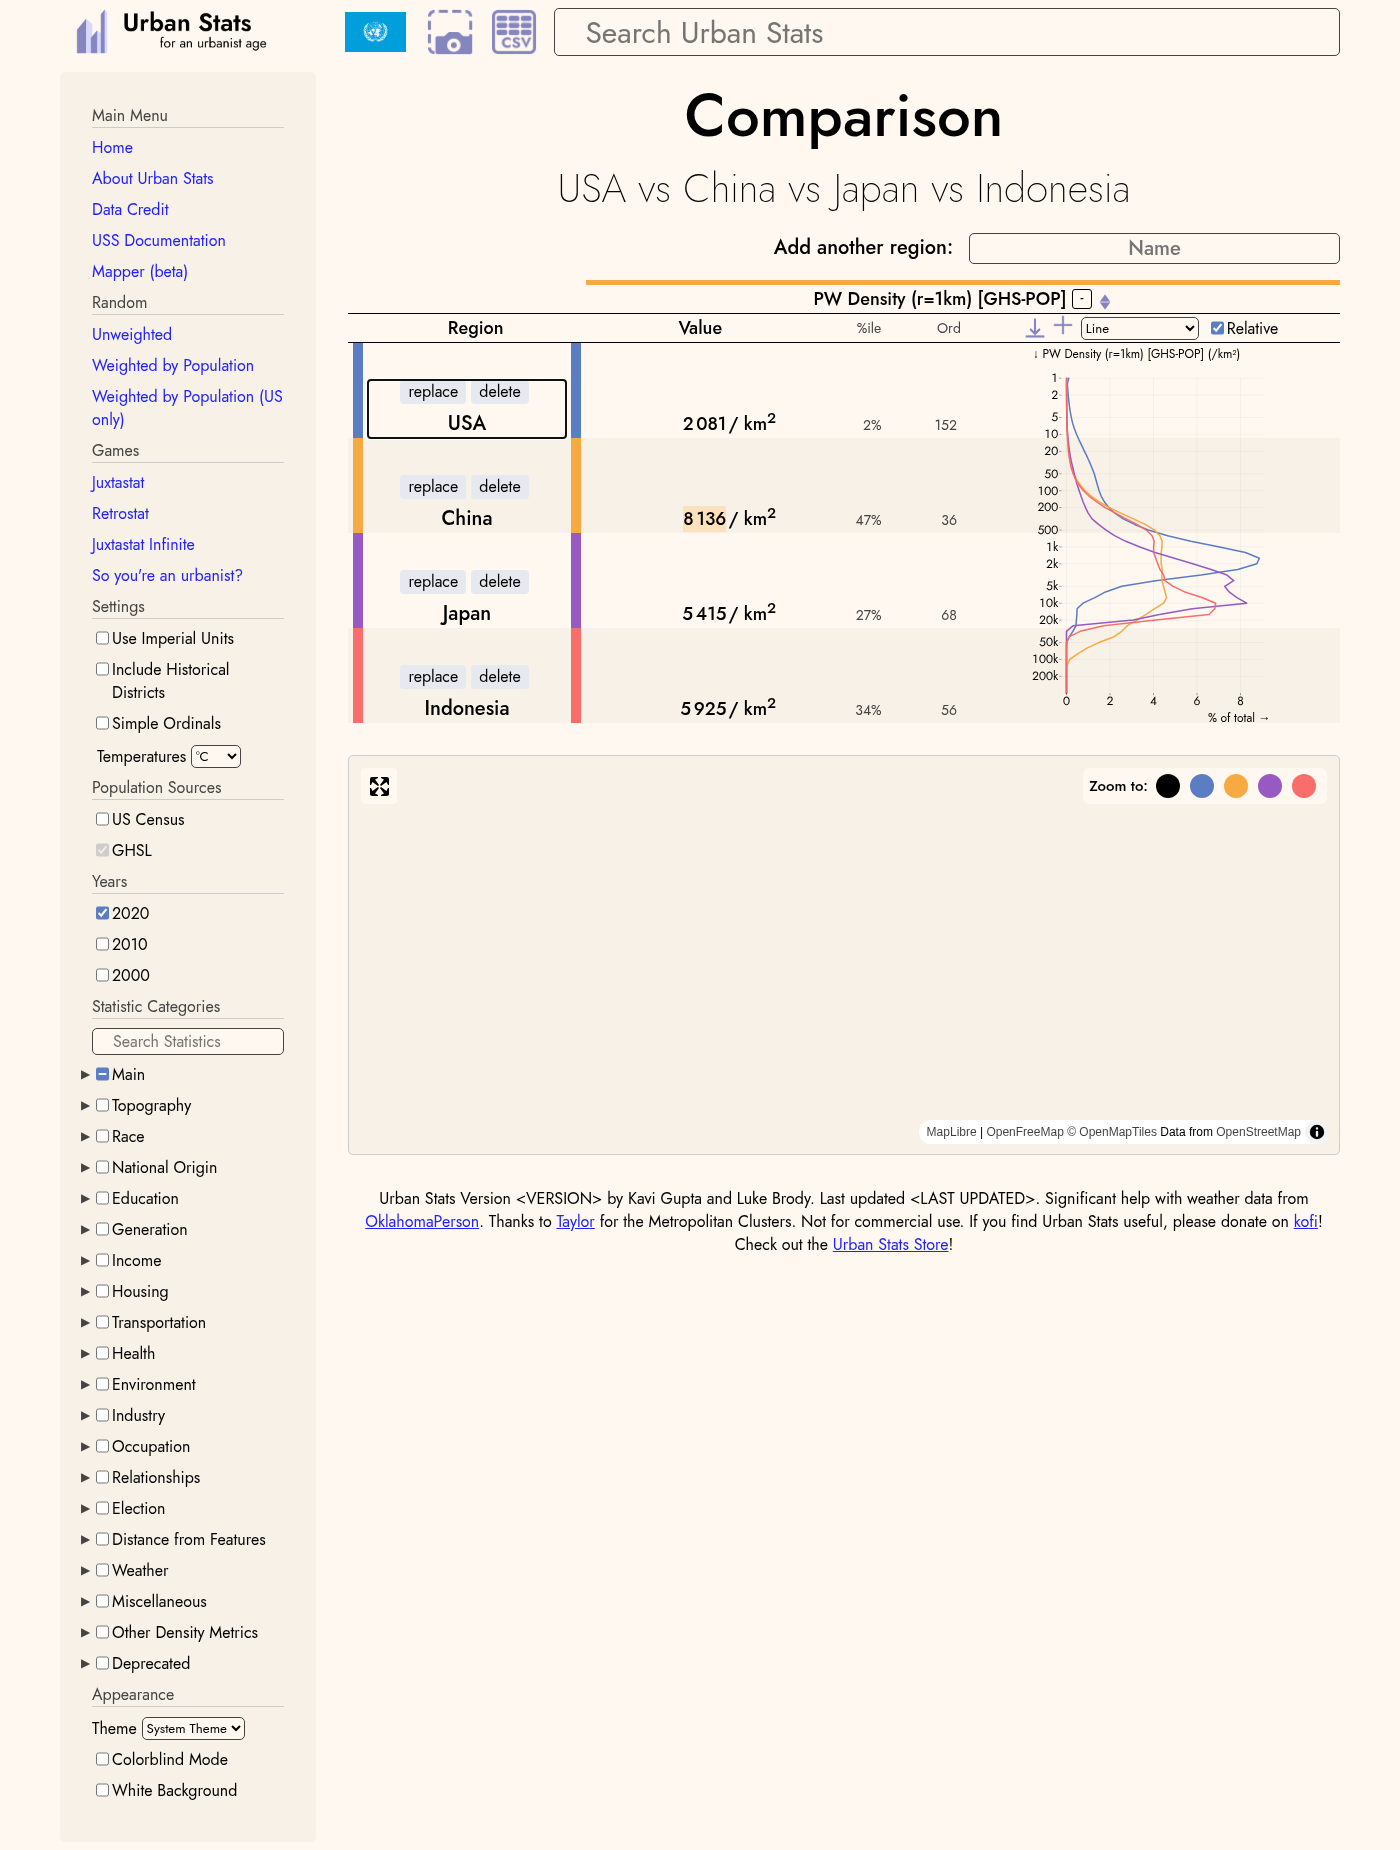 Urban Stats
for an urbanist age
CSV
Search Urban Stats
Main Menu
Home
About Urban Stats
Data Credit
USS Documentation
Mapper (beta)
Random
Unweighted
Weighted by Population
Weighted by Population (US
only)
Games
Juxtastat
Retrostat
Juxtastat Infinite
So you're an urbanist?
Settings
Use Imperial Units
Include Historical
Districts
Simple Ordinals
Temperatures °C
Population Sources
US Census
GHSL
Years
2020
2010
2000
Statistic Categories
Search Statistics
Main
Topography
Race
National Origin
Education
Generation
Income
Housing
Transportation
Health
Environment
Industry
Occupation
Relationships
Election
Distance from Features
Weather
Miscellaneous
Other Density Metrics
Deprecated
Appearance
Theme System Theme
Colorblind Mode
White Background
Comparison
USA vs China vs Japan vs Indonesia
Add another region: Name
PW Density (r=1km) [GHS-POP] -
Region Value %ile Ord Line Relative
replace delete
USA 2 081 / km² 2% 152
replace delete
China 8 136 / km² 47% 36
replace delete
Japan 5 415 / km² 27% 68
replace delete
Indonesia 5 925 / km² 34% 56
↓ PW Density (r=1km) [GHS-POP] (/km²)
1
2
5
10
20
50
100
200
500
1k
2k
5k
10k
20k
50k
100k
200k
0 2 4 6 8
% of total →
Zoom to:
MapLibre | OpenFreeMap © OpenMapTiles Data from OpenStreetMap
Urban Stats Version <VERSION> by Kavi Gupta and Luke Brody. Last updated <LAST UPDATED>. Significant help with weather data from
OklahomaPerson. Thanks to Taylor for the Metropolitan Clusters. Not for commercial use. If you find Urban Stats useful, please donate on kofi!
Check out the Urban Stats Store!